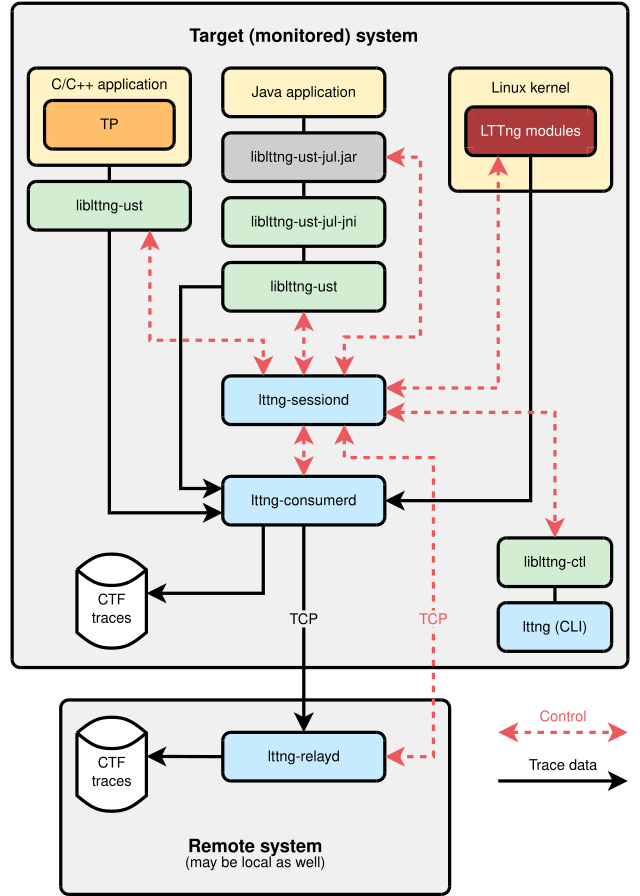 Target (monitored) system
C/C++ application
TP
liblttng-ust
Java application
liblttng-ust-jul.jar
liblttng-ust-jul-jni
liblttng-ust
Linux kernel
LTTng modules
lttng-sessiond
lttng-consumerd
liblttng-ctl
lttng (CLI)
CTF
traces
TCP
TCP
CTF
traces
lttng-relayd
Control
Trace data
Remote system
(may be local as well)